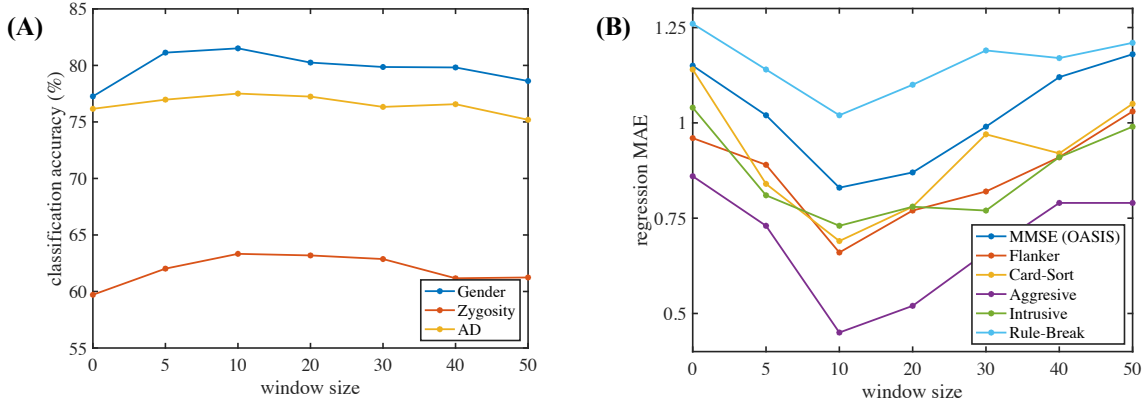 (A)
85
80
75
70
65
60
55
classification accuracy (%)
0 5 10 20 30 40 50
window size
Gender
Zygosity
AD
(B)
1.25
1
0.75
0.5
regression MAE
0 5 10 20 30 40 50
window size
MMSE (OASIS)
Flanker
Card-Sort
Aggresive
Intrusive
Rule-Break